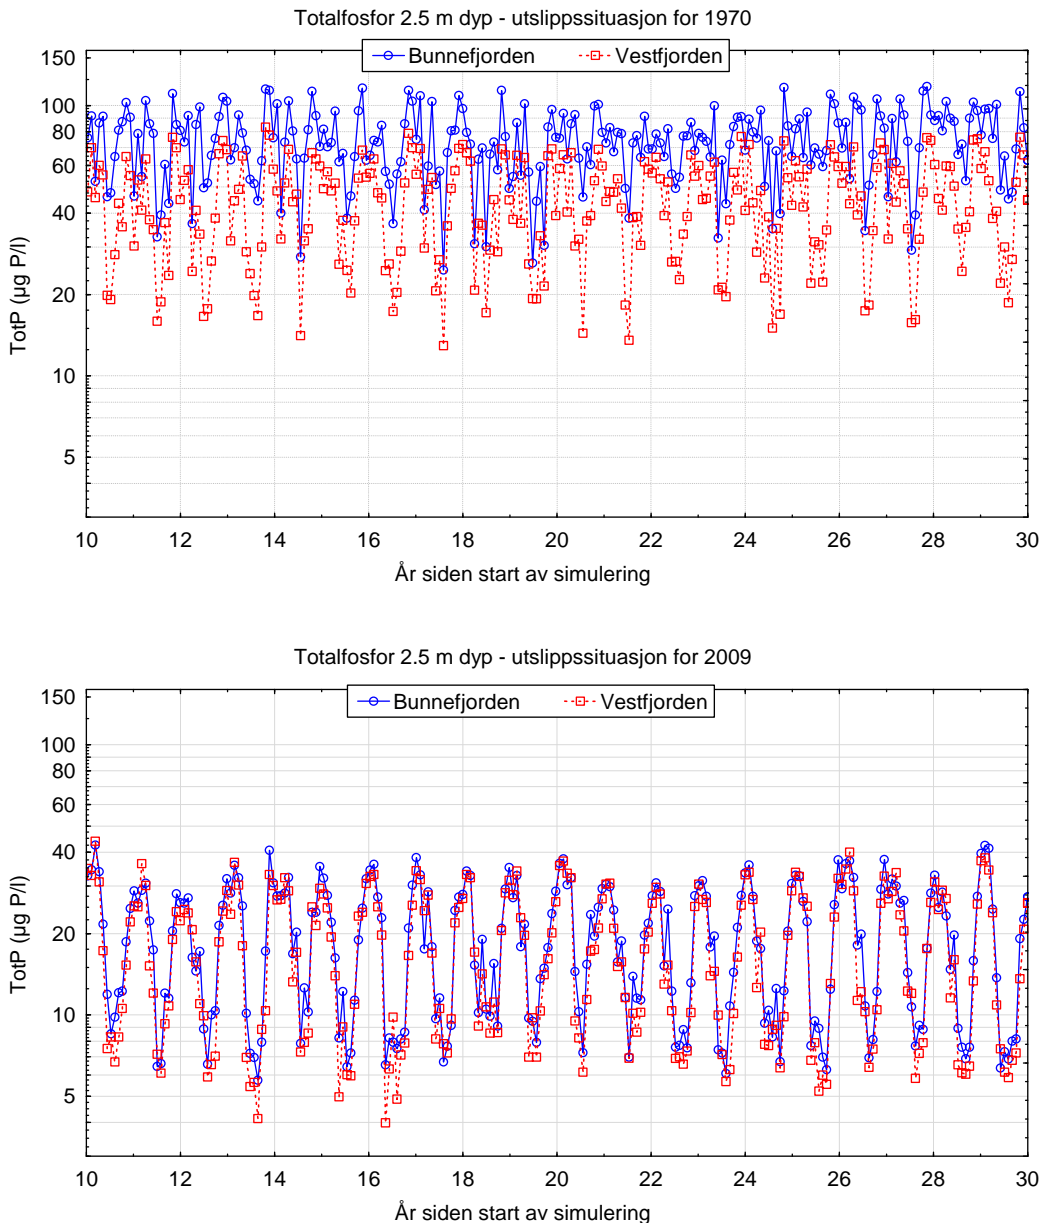 Totalfosfor 2.5 m dyp - utslippssituasjon for 1970
Bunnefjorden Vestfjorden
TotP (µg P/l)
150
100
80
60
40
20
10
5
10 12 14 16 18 20 22 24 26 28 30
År siden start av simulering
Totalfosfor 2.5 m dyp - utslippssituasjon for 2009
Bunnefjorden Vestfjorden
TotP (µg P/l)
150
100
80
60
40
20
10
5
10 12 14 16 18 20 22 24 26 28 30
År siden start av simulering